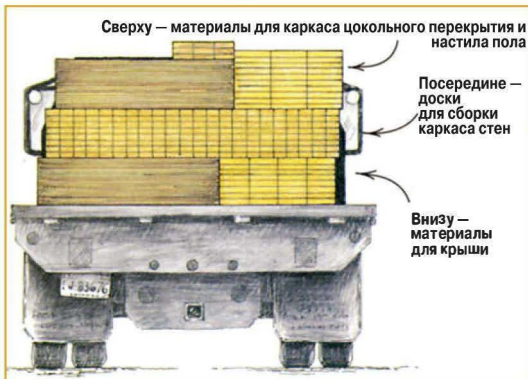 Сверху — материалы для каркаса цокольного перекрытия и
настила пола
Посередине —
доски
для сборки
каркаса стен
Внизу —
материалы
для крыши